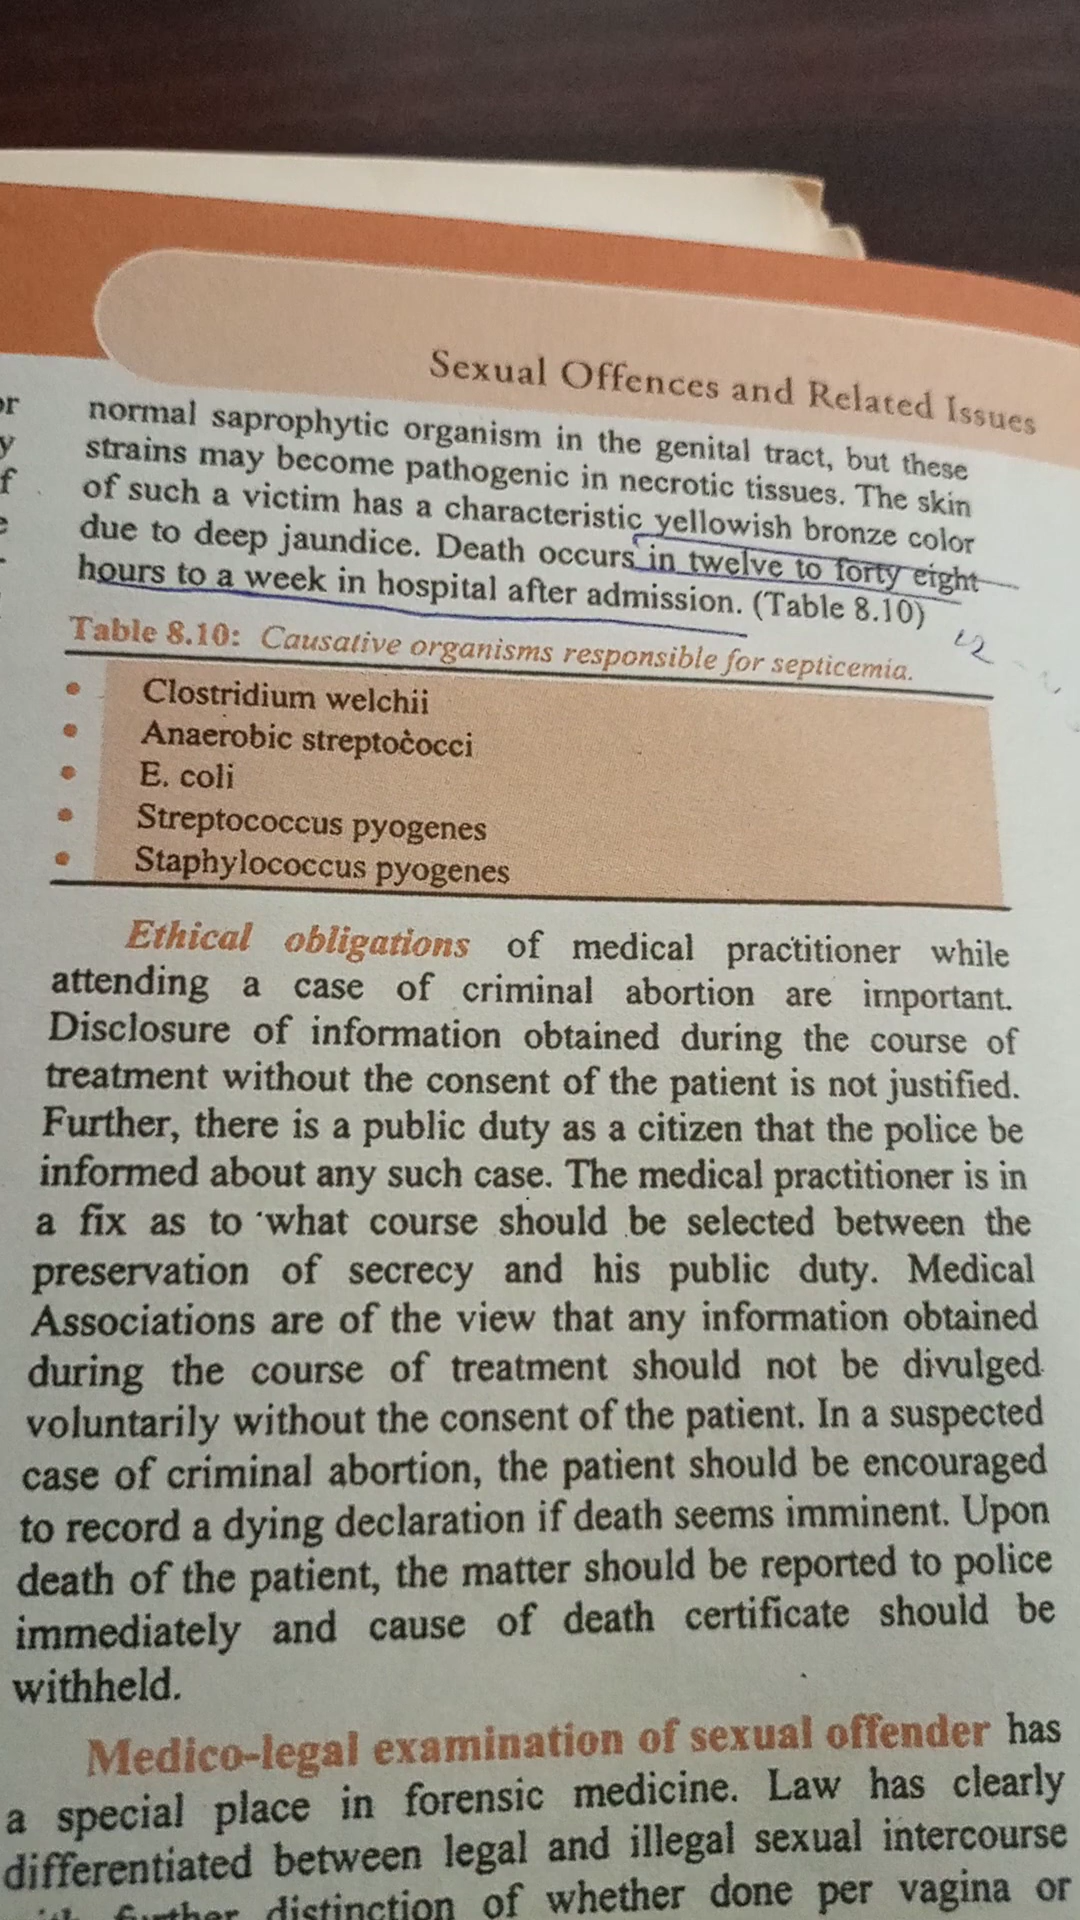 Sexual Offences and Related Issues
or
y
f
e
normal saprophytic organism in the genital tract, but these
strains may become pathogenic in necrotic tissues. The skin
of such a victim has a characteristic yellowish bronze color
due to deep jaundice. Death occurs in twelve to forty eight
hours to a week in hospital after admission. (Table 8.10)
Table 8.10: Causative organisms responsible for septicemia.
• Clostridium welchii
• Anaerobic streptococci
• E. coli
• Streptococcus pyogenes
• Staphylococcus pyogenes
Ethical obligations of medical practitioner while
attending a case of criminal abortion are important.
Disclosure of information obtained during the course of
treatment without the consent of the patient is not justified.
Further, there is a public duty as a citizen that the police be
informed about any such case. The medical practitioner is in
a fix as to what course should be selected between the
preservation of secrecy and his public duty. Medical
Associations are of the view that any information obtained
during the course of treatment should not be divulged
voluntarily without the consent of the patient. In a suspected
case of criminal abortion, the patient should be encouraged
to record a dying declaration if death seems imminent. Upon
death of the patient, the matter should be reported to police
immediately and cause of death certificate should be
withheld.
Medico-legal examination of sexual offender has
a special place in forensic medicine. Law has clearly
differentiated between legal and illegal sexual intercourse
further distinction of whether done per vagina or